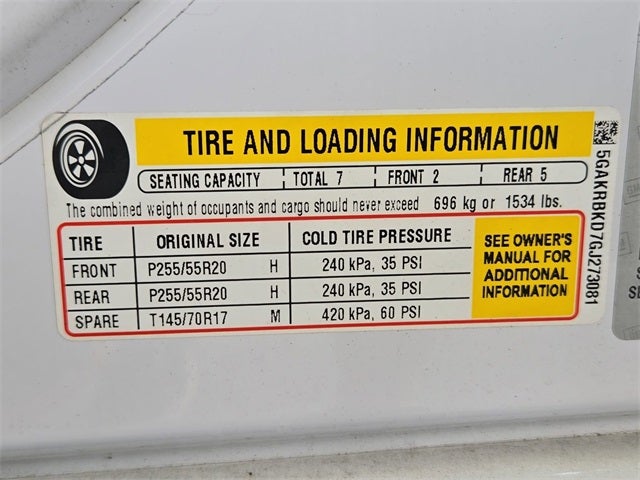 TIRE AND LOADING INFORMATION
SEATING CAPACITY TOTAL 7 FRONT 2 REAR 5
The combined weight of occupants and cargo should never exceed 696 kg or 1534 lbs.
TIRE ORIGINAL SIZE COLD TIRE PRESSURE
FRONT P255/55R20 H 240 kPa, 35 PSI
REAR P255/55R20 H 240 kPa, 35 PSI
SPARE T145/70R17 M 420 kPa, 60 PSI
SEE OWNER'S
MANUAL FOR
ADDITIONAL
INFORMATION
5GAKRBKD7GJ273081